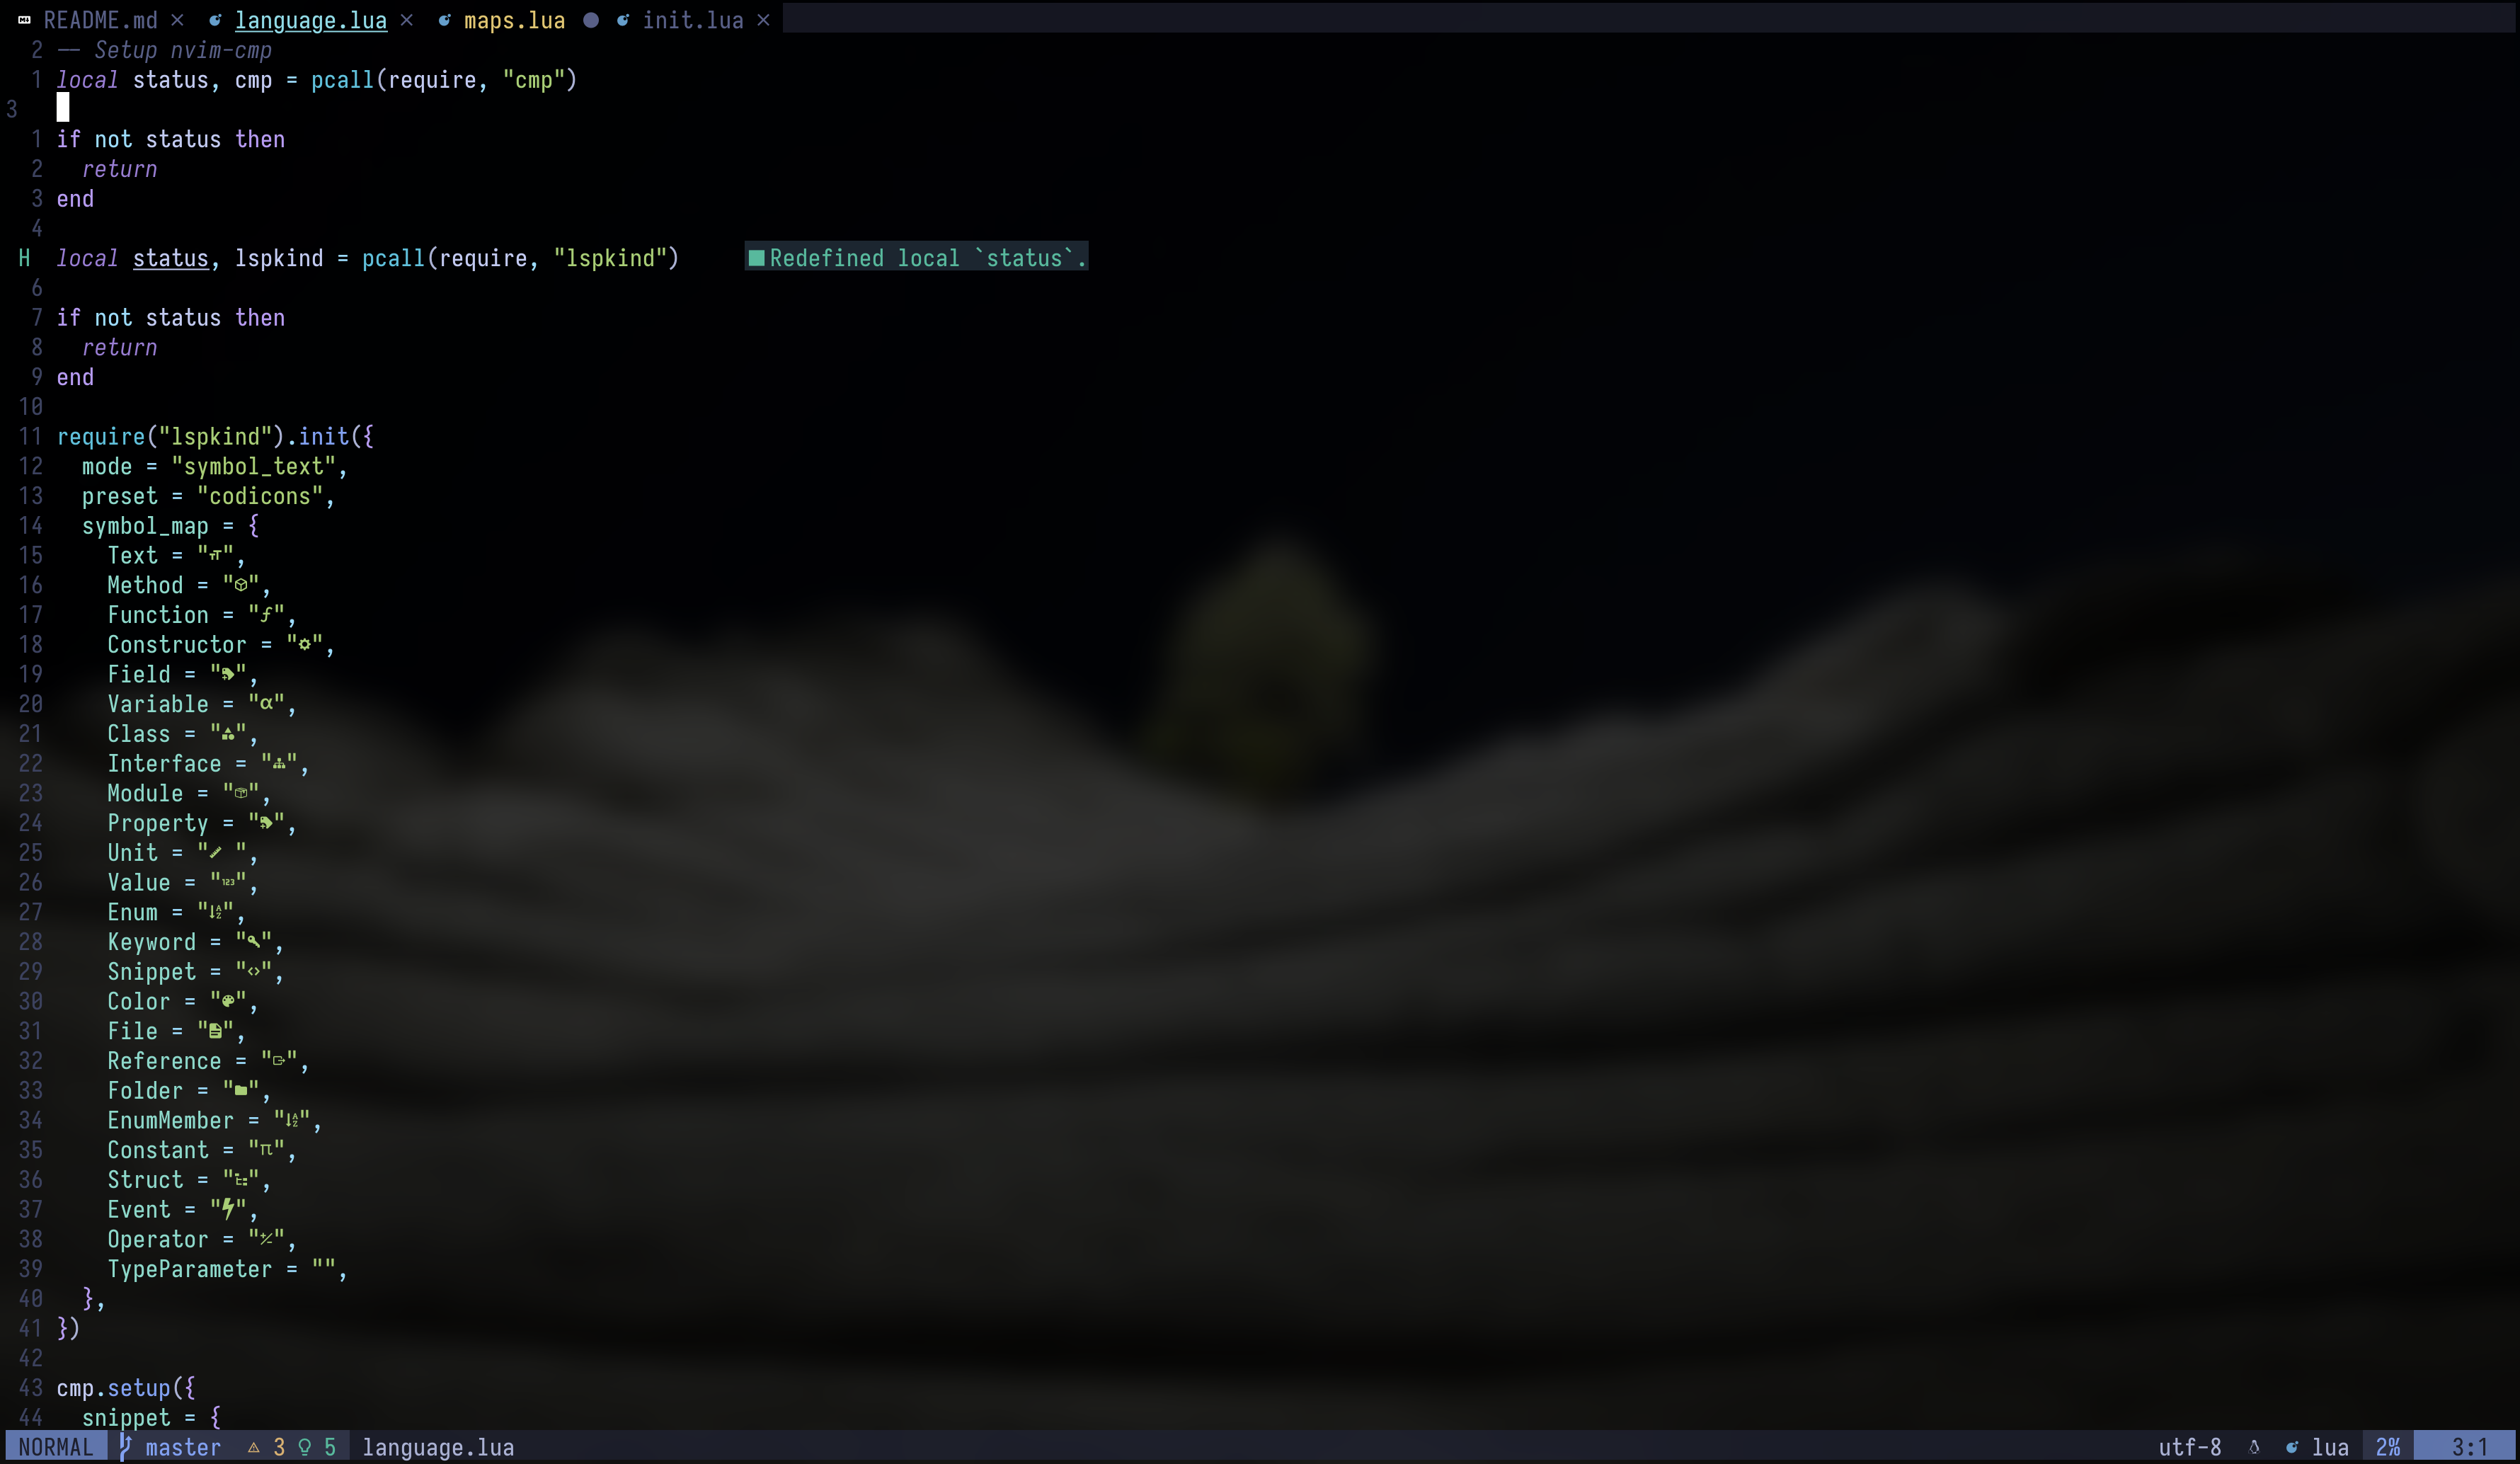 README.md × language.lua × maps.lua ● init.lua ×
2 -- Setup nvim-cmp
1 local status, cmp = pcall(require, "cmp")
3
1 if not status then
2 return
3 end
4
H local status, lspkind = pcall(require, "lspkind") ■Redefined local `status`.
6
7 if not status then
8 return
9 end
10
11 require("lspkind").init({
12 mode = "symbol_text",
13 preset = "codicons",
14 symbol_map = {
15 Text = "",
16 Method = "",
17 Function = "",
18 Constructor = "",
19 Field = "",
20 Variable = "α",
21 Class = "",
22 Interface = "",
23 Module = "",
24 Property = "",
25 Unit = " ",
26 Value = "123",
27 Enum = "",
28 Keyword = "",
29 Snippet = "<>",
30 Color = "",
31 File = "",
32 Reference = "",
33 Folder = "",
34 EnumMember = "",
35 Constant = "π",
36 Struct = "",
37 Event = "",
38 Operator = "",
39 TypeParameter = "",
40 },
41 })
42
43 cmp.setup({
44 snippet = {
NORMAL master ⚠ 3 5 language.lua utf-8 lua 2% 3:1